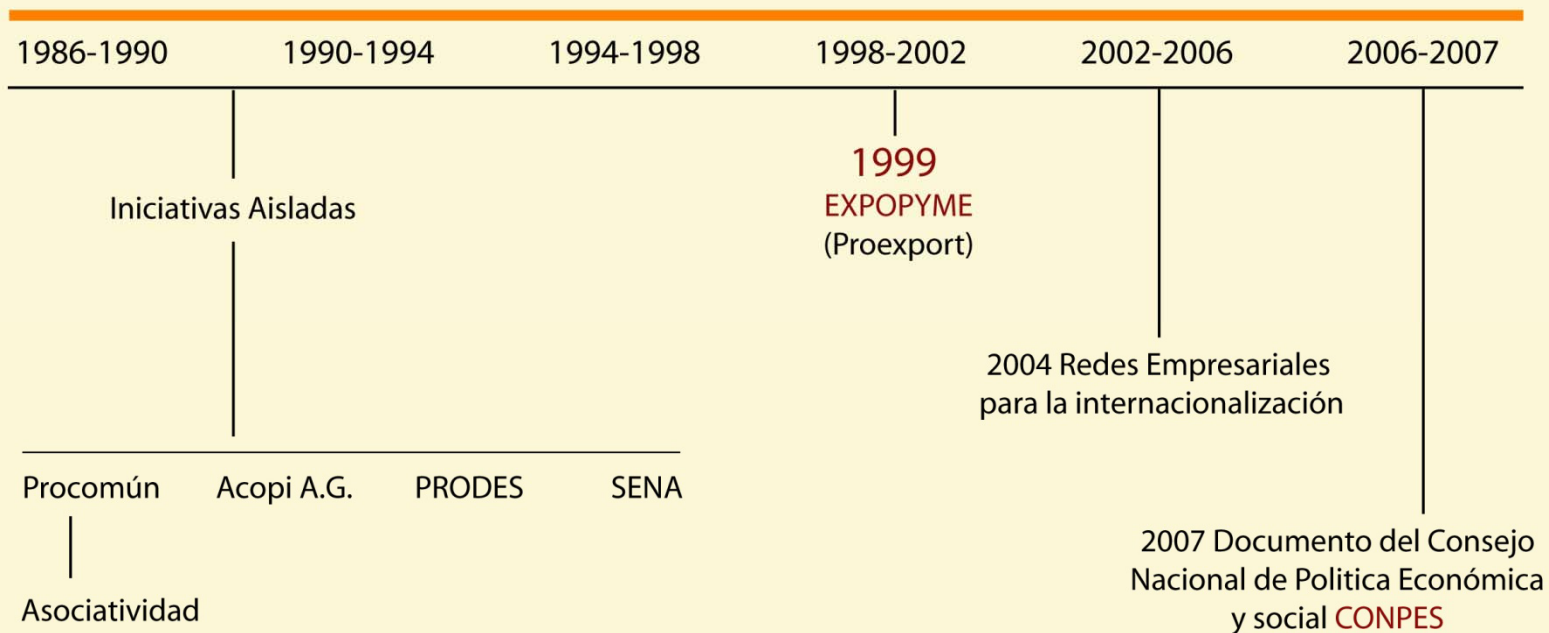 1986-1990 1990-1994 1994-1998 1998-2002 2002-2006 2006-2007
Iniciativas Aisladas
1999
EXPOPYME
(Proexport)
2004 Redes Empresariales
para la internacionalización
Procomún Acopi A.G. PRODES SENA
Asociatividad
2007 Documento del Consejo
Nacional de Politica Económica
y social CONPES